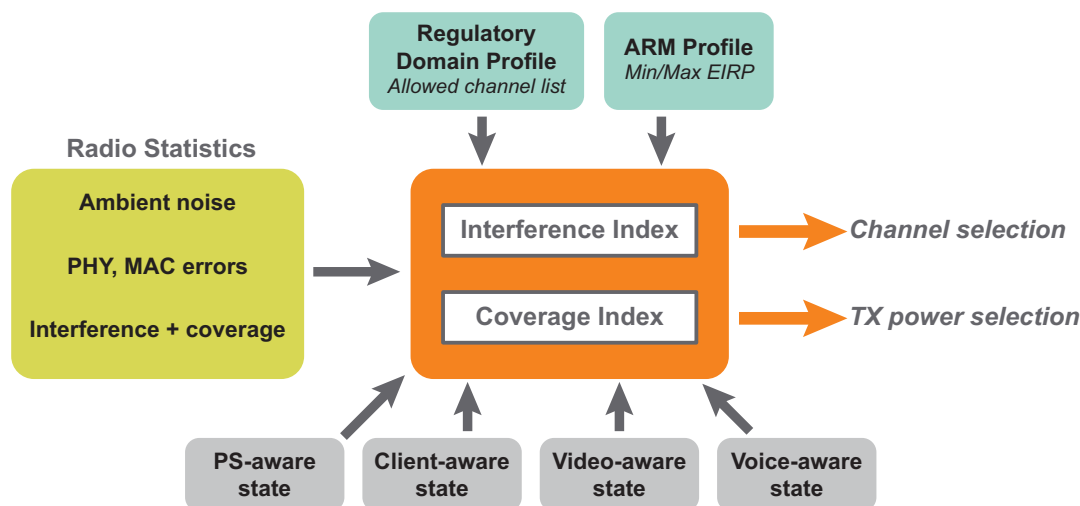 Regulatory
Domain Profile
Allowed channel list
ARM Profile
Min/Max EIRP
Radio Statistics
Ambient noise
PHY, MAC errors
Interference + coverage
Interference Index
Coverage Index
Channel selection
TX power selection
PS-aware
state
Client-aware
state
Video-aware
state
Voice-aware
state